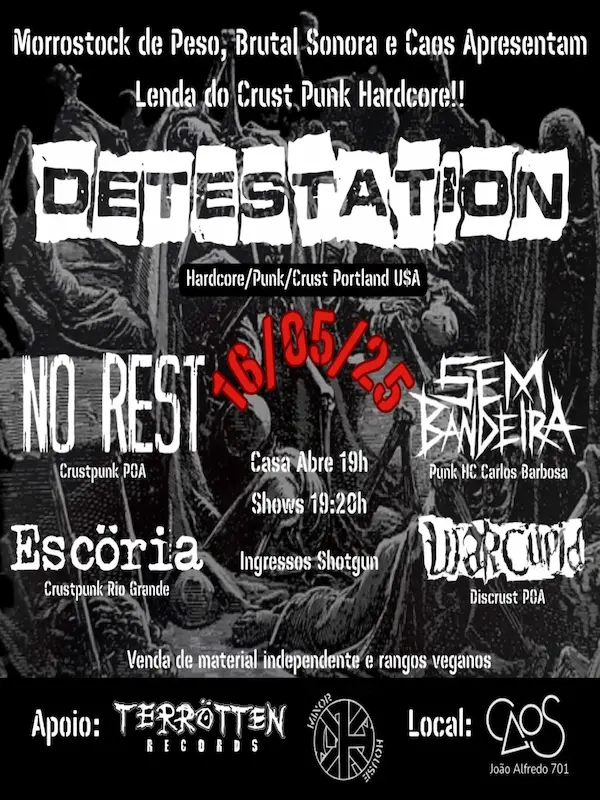 Morrostock de Peso, Brutal Sonora e Caos Apresentam
Lenda do Crust Punk Hardcore!!
DETESTATION
Hardcore/Punk/Crust Portland U$A
16/05/25
NO REST
Crustpunk POA
SEM
BANDEIRA
Punk HC Carlos Barbosa
Casa Abre 19h
Shows 19:20h
Ingressos Shotgun
Escöria
Crustpunk Rio Grande
Discrust POA
Venda de material independente e rangos veganos
Apoio:
TERRÖTTEN
RECORDS
MINOR
HOUSE
Local:
CAOS
João Alfredo 701